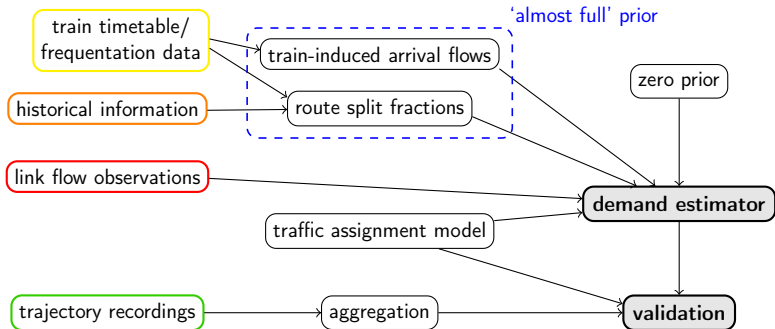 ‘almost full’ prior
train timetable/
frequentation data
train-induced arrival flows
zero prior
historical information
route split fractions
link flow observations
demand estimator
traffic assignment model
trajectory recordings
aggregation
validation